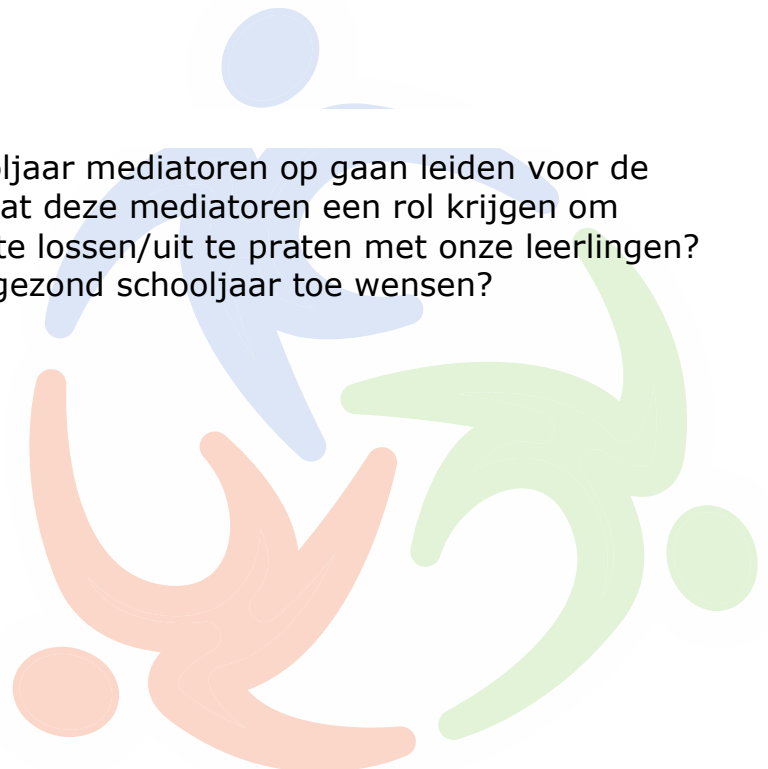 ljaar mediatoren op gaan leiden voor de
at deze mediatoren een rol krijgen om
te lossen/uit te praten met onze leerlingen?
gezond schooljaar toe wensen?